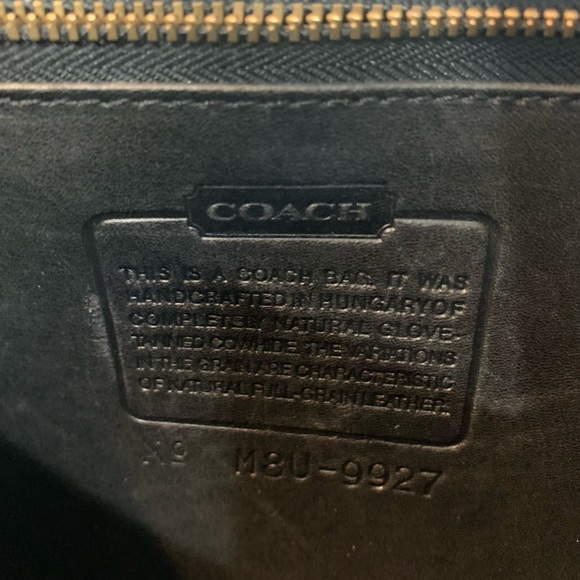 COACH
THIS IS A COACH BAG. IT WAS
HANDCRAFTED IN HUNGARY OF
COMPLETELY NATURAL GLOVE-
TANNED COWHIDE. THE VARIATIONS
IN THE GRAIN ARE CHARACTERISTIC
OF NATURAL FULL-GRAIN LEATHER.
Nº M8U-9927